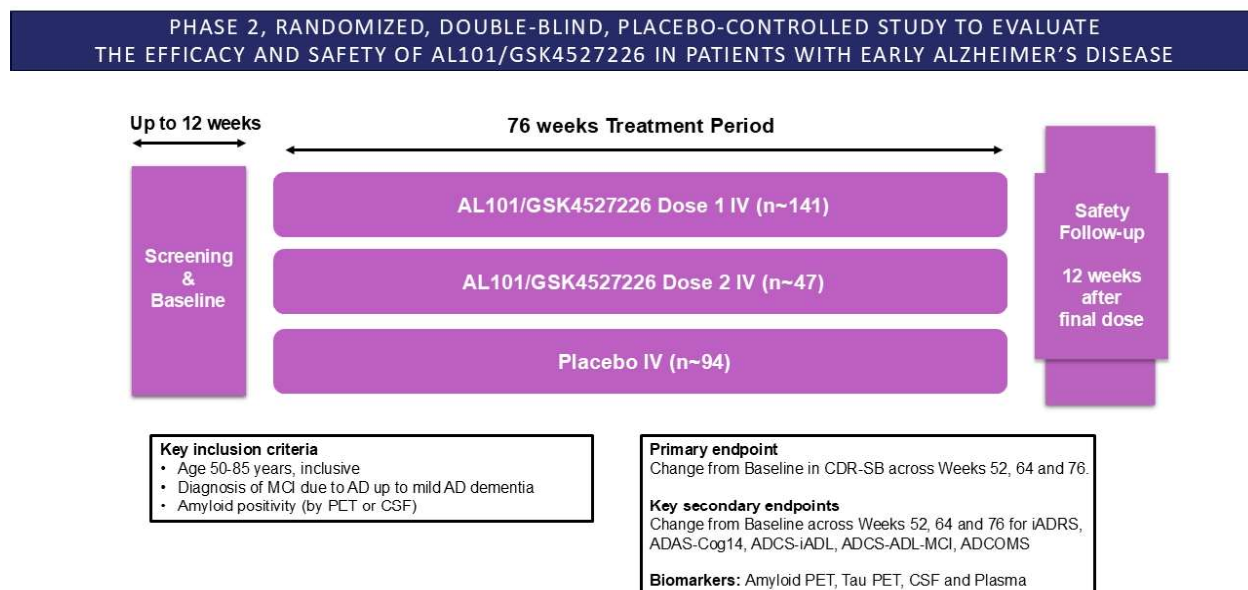 PHASE 2, RANDOMIZED, DOUBLE-BLIND, PLACEBO-CONTROLLED STUDY TO EVALUATE
THE EFFICACY AND SAFETY OF AL101/GSK4527226 IN PATIENTS WITH EARLY ALZHEIMER'S DISEASE
Up to 12 weeks
76 weeks Treatment Period
Screening
&
Baseline
AL101/GSK4527226 Dose 1 IV (n~141)
AL101/GSK4527226 Dose 2 IV (n~47)
Placebo IV (n~94)
Safety
Follow-up
12 weeks
after
final dose
Key inclusion criteria
• Age 50-85 years, inclusive
• Diagnosis of MCI due to AD up to mild AD dementia
• Amyloid positivity (by PET or CSF)
Primary endpoint
Change from Baseline in CDR-SB across Weeks 52, 64 and 76.
Key secondary endpoints
Change from Baseline across Weeks 52, 64 and 76 for iADRS,
ADAS-Cog14, ADCS-iADL, ADCS-ADL-MCI, ADCOMS
Biomarkers: Amyloid PET, Tau PET, CSF and Plasma